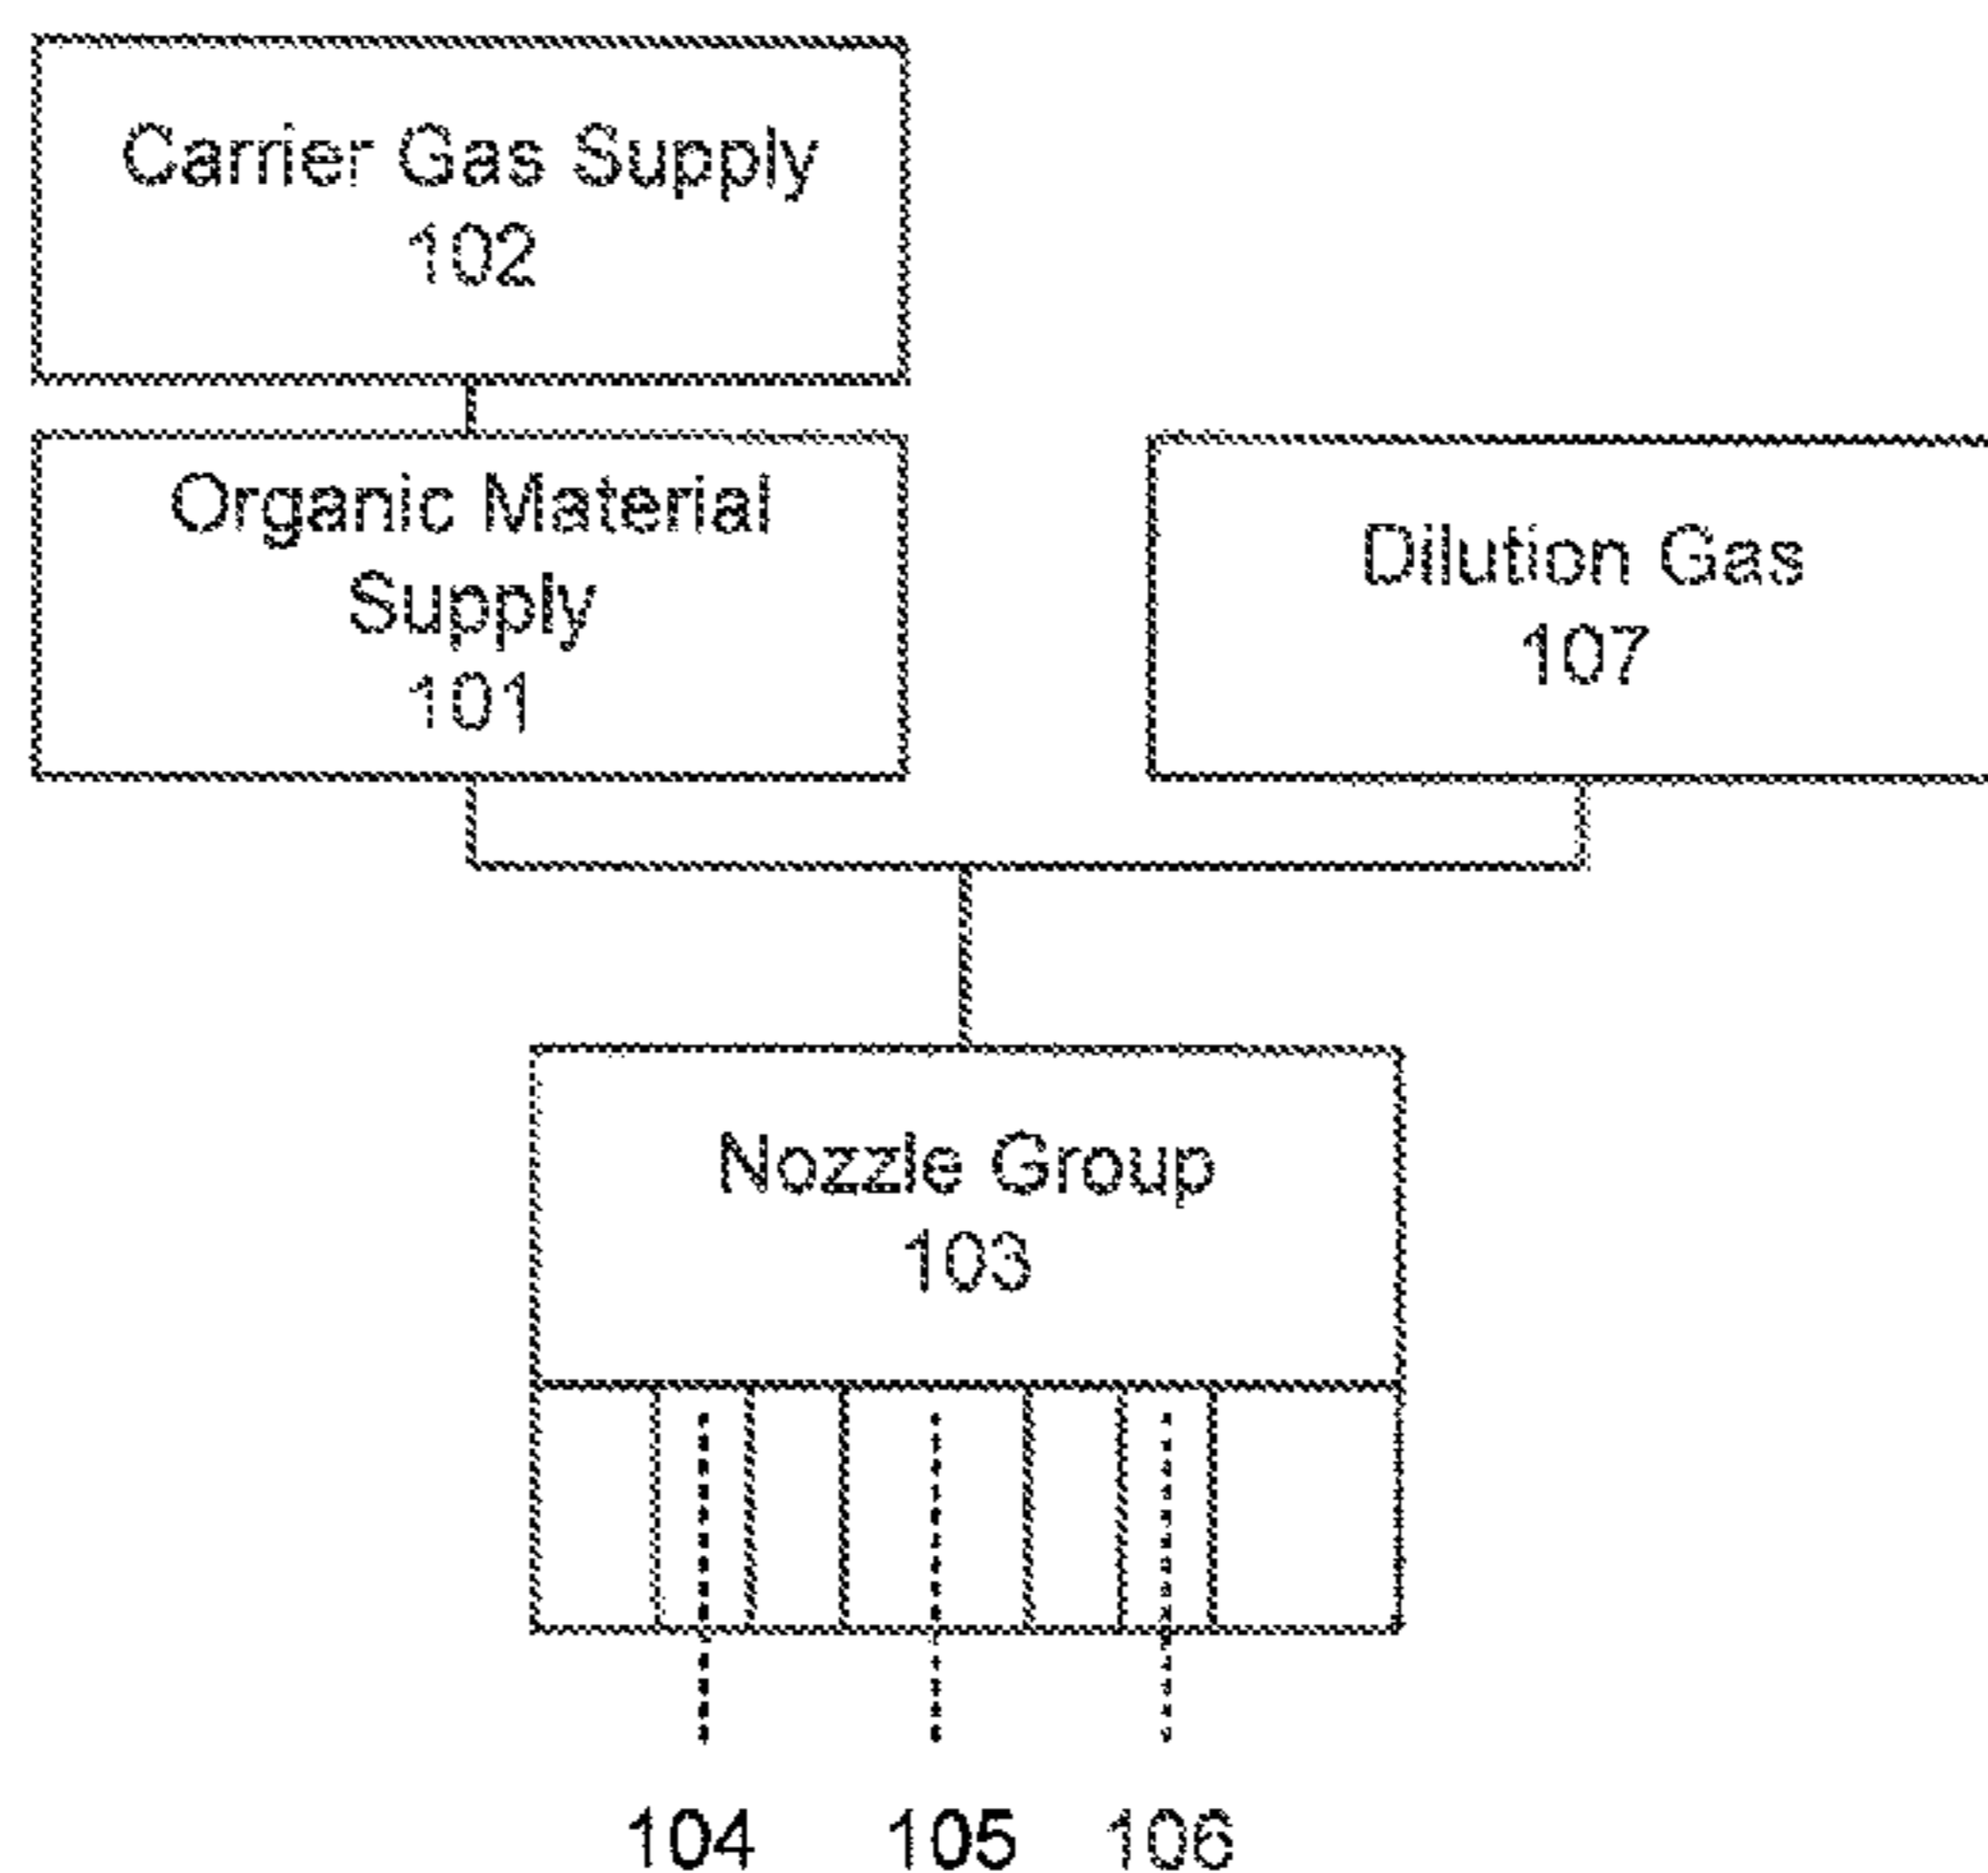 Carrier Gas Supply
102
Organic Material
Supply
101
Dilution Gas
107
Nozzle Group
103
104 105 106